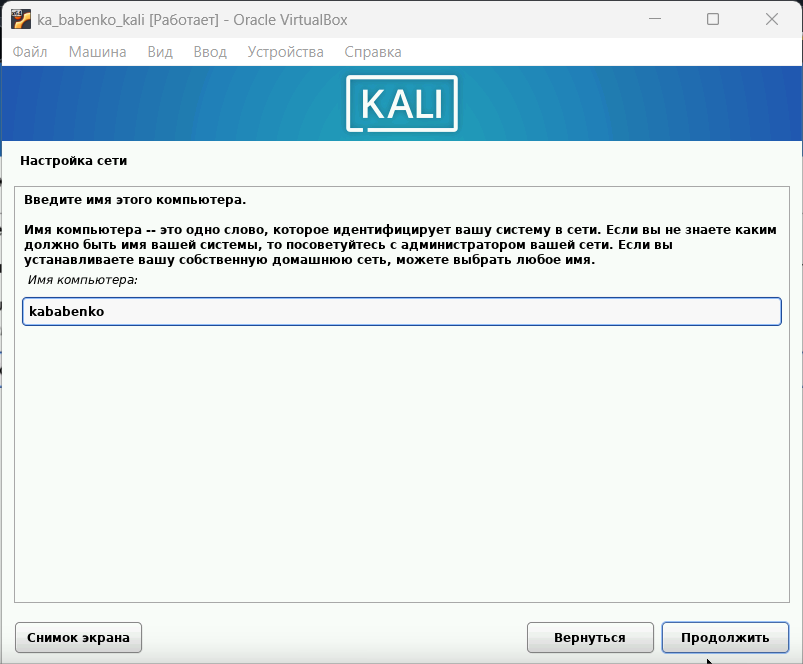 ka_babenko_kali [Работает] - Oracle VirtualBox
Файл Машина Вид Ввод Устройства Справка
KALI
Настройка сети
Введите имя этого компьютера.
Имя компьютера -- это одно слово, которое идентифицирует вашу систему в сети. Если вы не знаете каким
должно быть имя вашей системы, то посоветуйтесь с администратором вашей сети. Если вы
устанавливаете вашу собственную домашнюю сеть, можете выбрать любое имя.
Имя компьютера:
kababenko
Снимок экрана Вернуться Продолжить